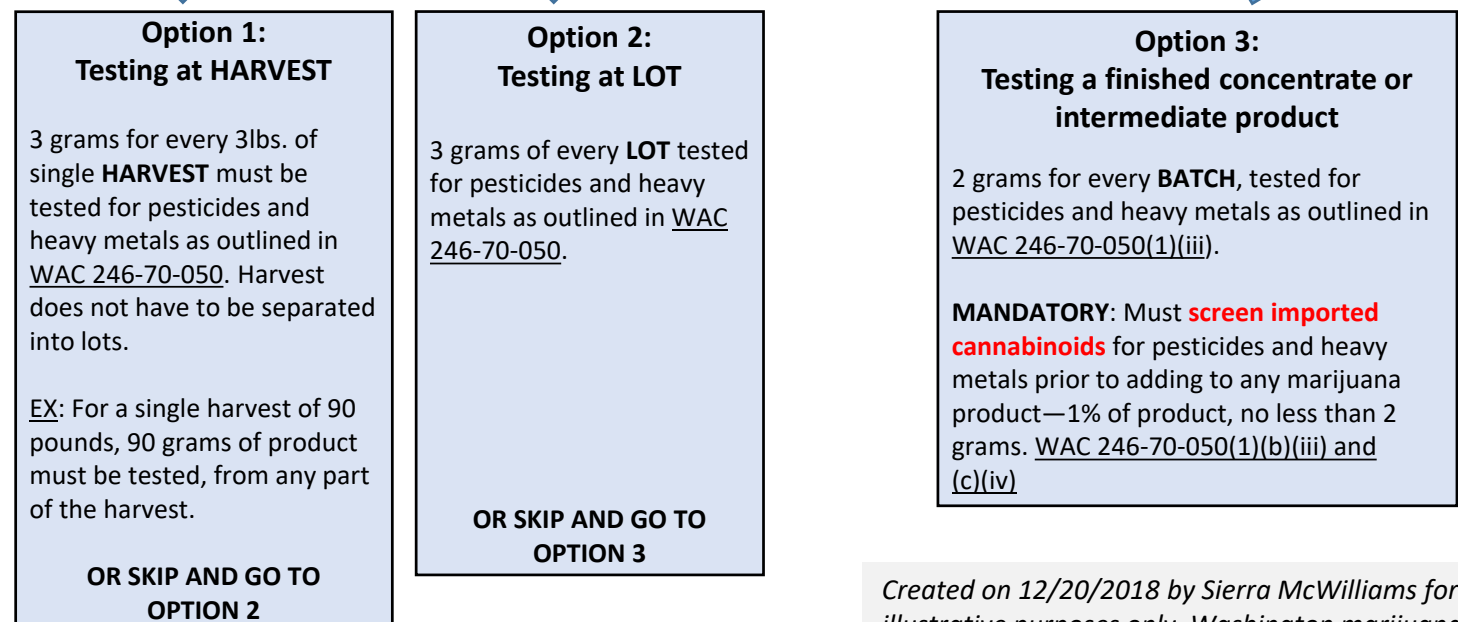 Option 1:
Testing at HARVEST
3 grams for every 3lbs. of
single HARVEST must be
tested for pesticides and
heavy metals as outlined in
WAC 246-70-050. Harvest
does not have to be separated
into lots.
EX: For a single harvest of 90
pounds, 90 grams of product
must be tested, from any part
of the harvest.
OR SKIP AND GO TO
OPTION 2
Option 2:
Testing at LOT
3 grams of every LOT tested
for pesticides and heavy
metals as outlined in WAC
246-70-050.
OR SKIP AND GO TO
OPTION 3
Option 3:
Testing a finished concentrate or
intermediate product
2 grams for every BATCH, tested for
pesticides and heavy metals as outlined in
WAC 246-70-050(1)(iii).
MANDATORY: Must screen imported
cannabinoids for pesticides and heavy
metals prior to adding to any marijuana
product—1% of product, no less than 2
grams. WAC 246-70-050(1)(b)(iii) and
(c)(iv)
Created on 12/20/2018 by Sierra McWilliams for
illustrative purposes only. Washington marijuana